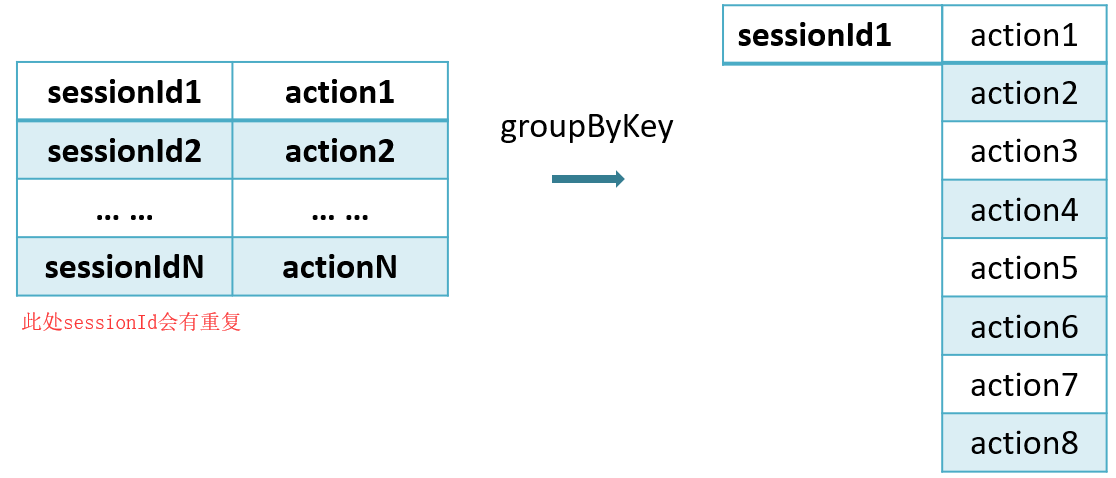 sessionId1 action1
sessionId2 action2
... ... ... ...
sessionIdN actionN
此处sessionId会有重复
groupByKey
sessionId1 action1
action2
action3
action4
action5
action6
action7
action8